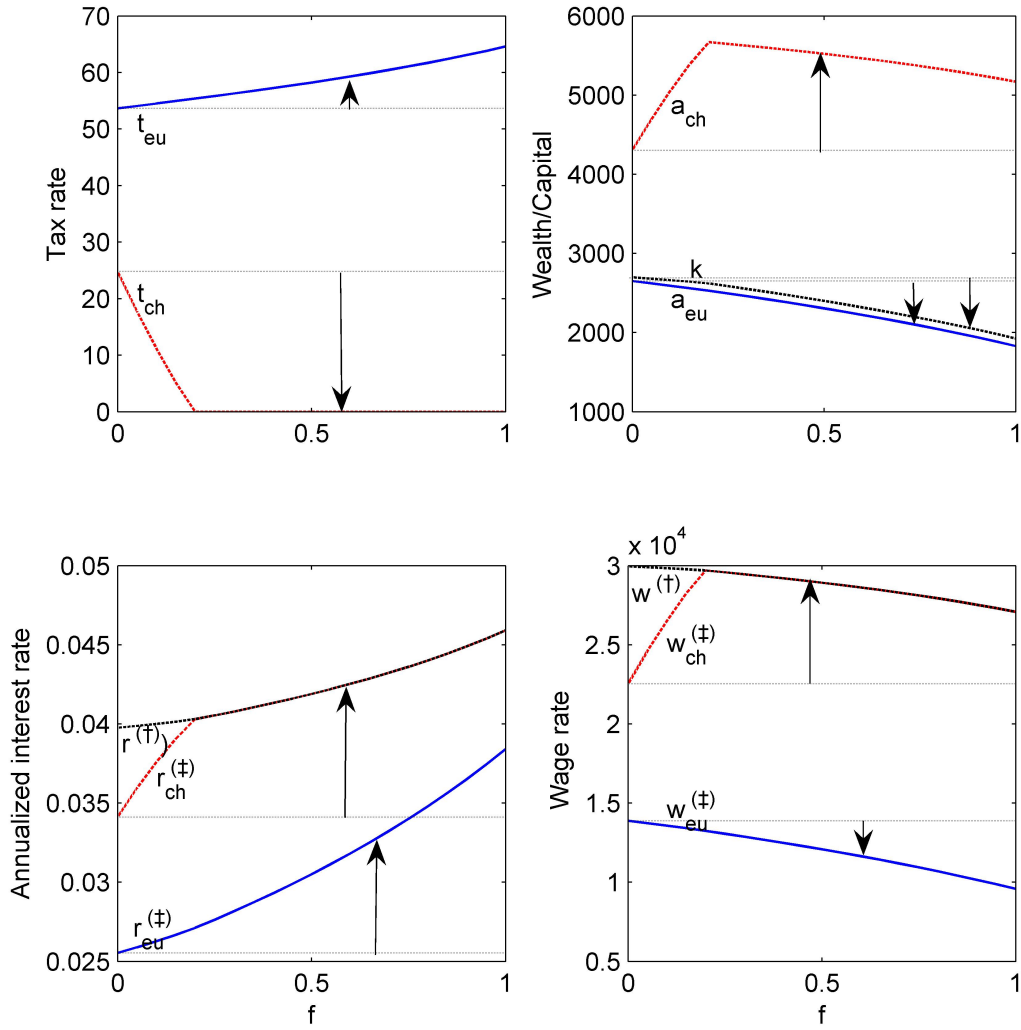 70
60
50
40
30
20
10
0
Tax rate
t_eu
t_ch
0
0.5
1
6000
5000
4000
3000
2000
1000
Wealth/Capital
a_ch
k
a_eu
0
0.5
1
0.05
0.045
0.04
0.035
0.03
0.025
Annualized interest rate
r^(†))
r_ch^(‡)
r_eu^(‡)
0
0.5
1
f
x 10^4
3
2.5
2
1.5
1
0.5
Wage rate
w^(†)
w_ch^(‡)
w_eu^(‡)
0
0.5
1
f